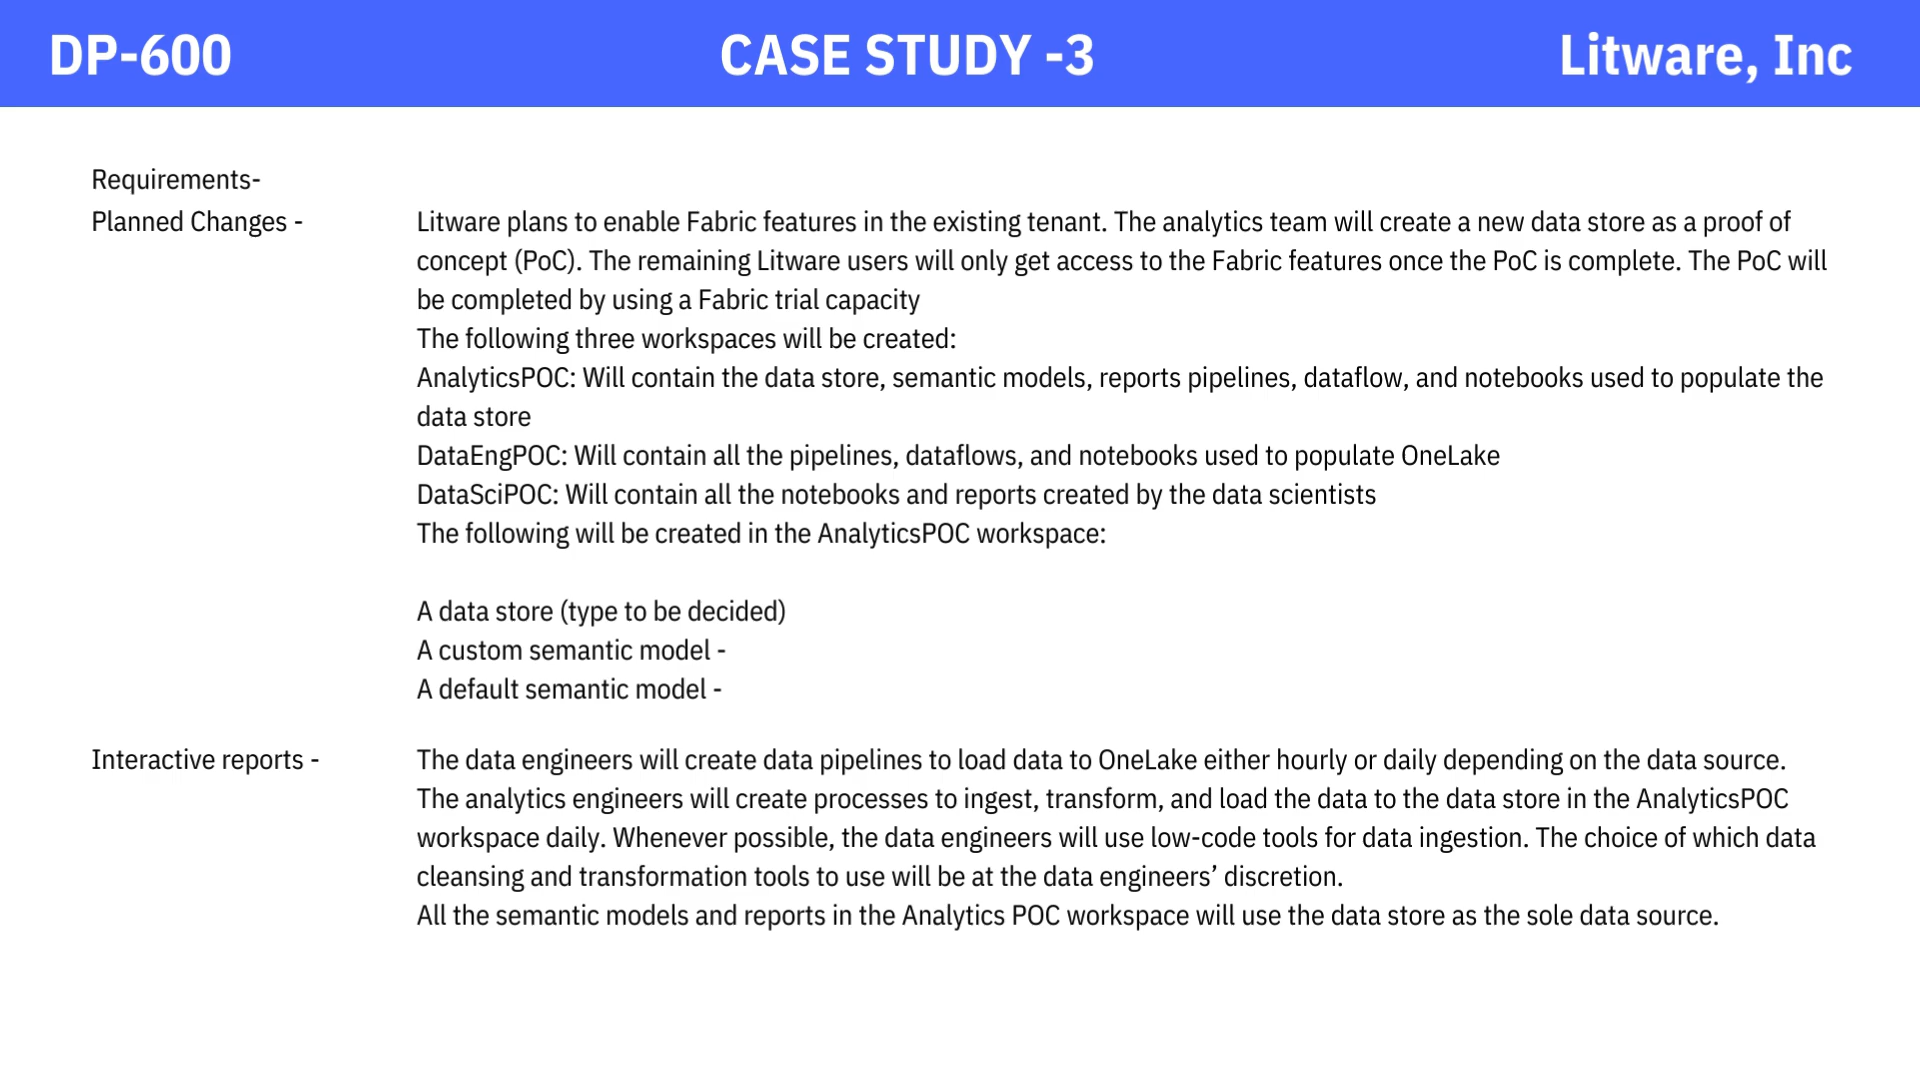 DP-600
CASE STUDY -3
Litware, Inc
Requirements-
Planned Changes -
Litware plans to enable Fabric features in the existing tenant. The analytics team will create a new data store as a proof of
concept (PoC). The remaining Litware users will only get access to the Fabric features once the PoC is complete. The PoC will
be completed by using a Fabric trial capacity
The following three workspaces will be created:
AnalyticsPOC: Will contain the data store, semantic models, reports pipelines, dataflow, and notebooks used to populate the
data store
DataEngPOC: Will contain all the pipelines, dataflows, and notebooks used to populate OneLake
DataSciPOC: Will contain all the notebooks and reports created by the data scientists
The following will be created in the AnalyticsPOC workspace:
A data store (type to be decided)
A custom semantic model -
A default semantic model -
Interactive reports -
The data engineers will create data pipelines to load data to OneLake either hourly or daily depending on the data source.
The analytics engineers will create processes to ingest, transform, and load the data to the data store in the AnalyticsPOC
workspace daily. Whenever possible, the data engineers will use low-code tools for data ingestion. The choice of which data
cleansing and transformation tools to use will be at the data engineers’ discretion.
All the semantic models and reports in the Analytics POC workspace will use the data store as the sole data source.